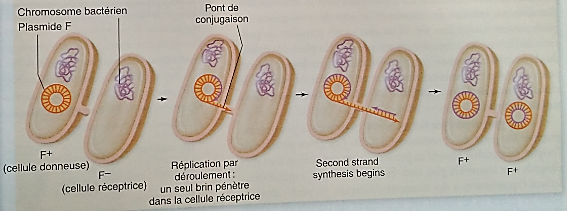 Chromosome bactérien
Plasmide F
Pont de
conjugaison
F+
(cellule donneuse)
F–
(cellule réceptrice)
Réplication par
déroulement :
un seul brin pénètre
dans la cellule réceptrice
Second strand
synthesis begins
F+
F+